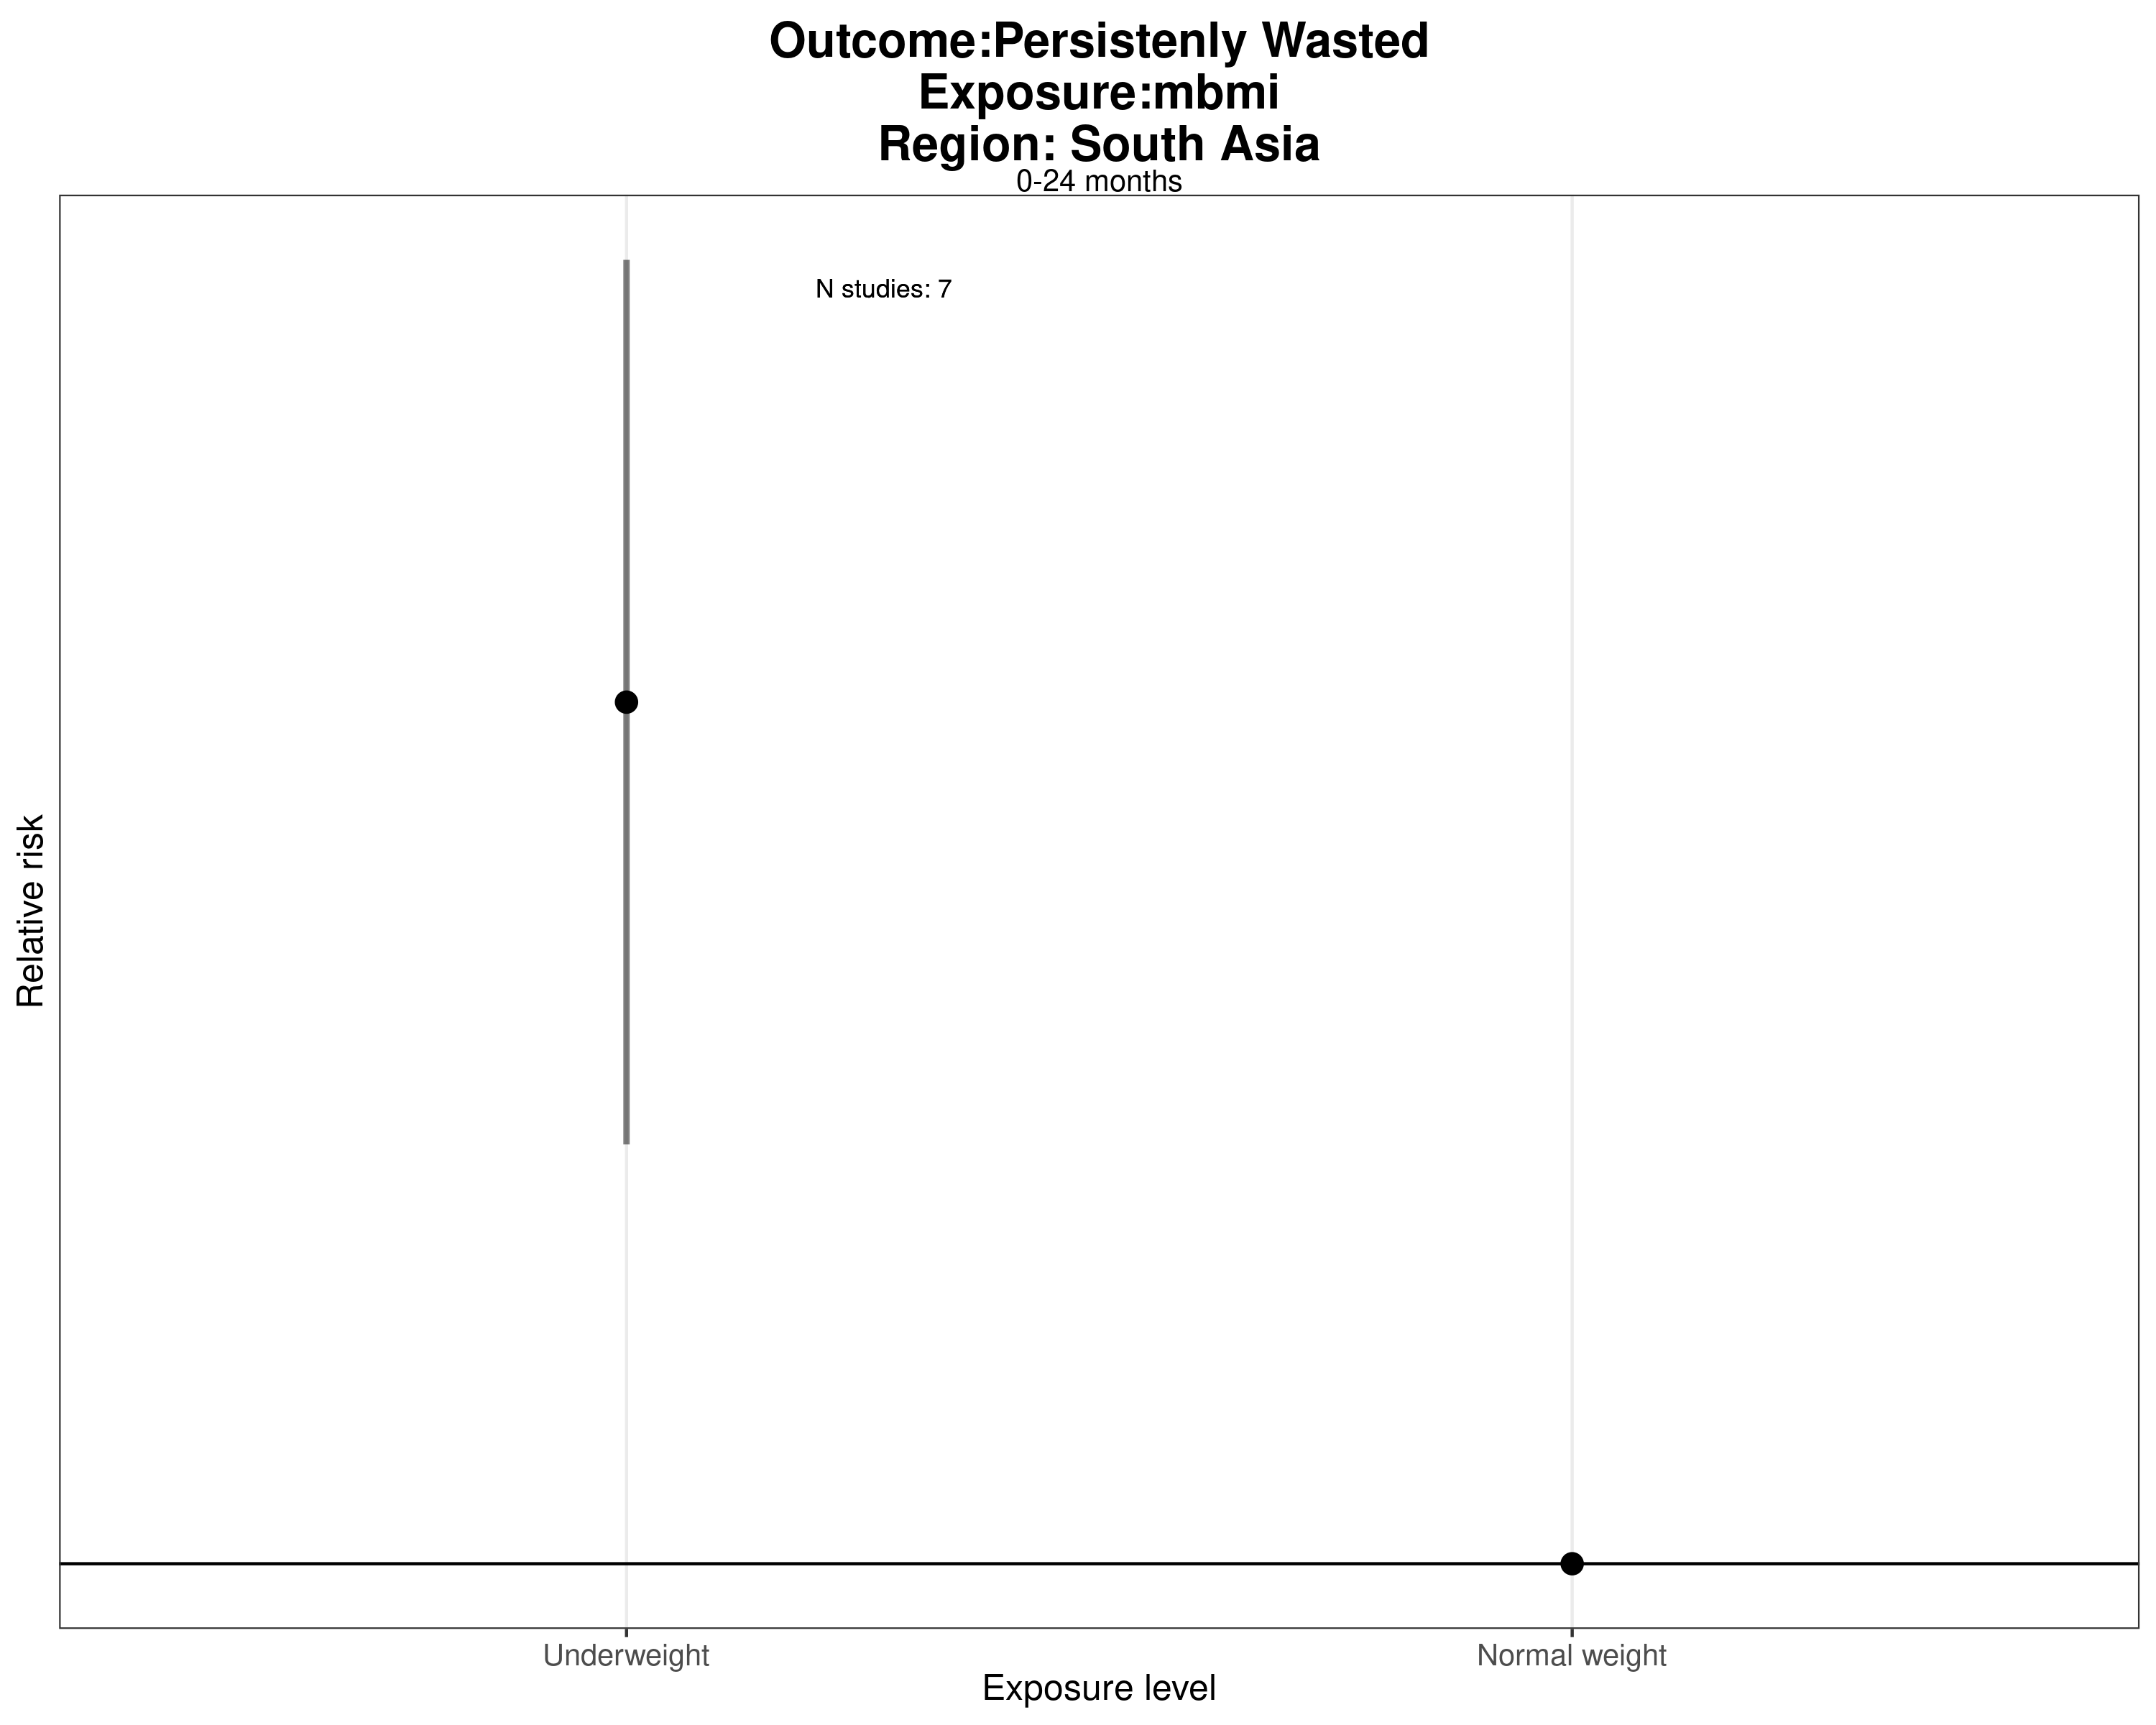 Outcome:Persistenly Wasted
Exposure:mbmi
Region: South Asia
0-24 months
N studies: 7
Relative risk
Underweight
Normal weight
Exposure level